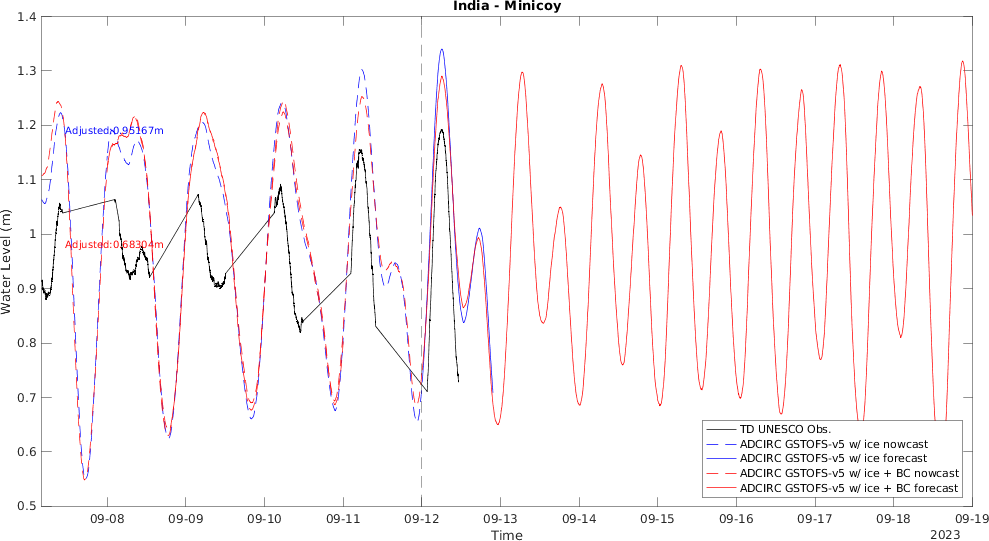 India - Minicoy
1.4
1.3
1.2
1.1
1
0.9
0.8
0.7
0.6
0.5
Water Level (m)
Adjusted:0.95167m
Adjusted:0.68304m
TD UNESCO Obs.
ADCIRC GSTOFS-v5 w/ ice nowcast
ADCIRC GSTOFS-v5 w/ ice forecast
ADCIRC GSTOFS-v5 w/ ice + BC nowcast
ADCIRC GSTOFS-v5 w/ ice + BC forecast
09-08 09-09 09-10 09-11 09-12 09-13 09-14 09-15 09-16 09-17 09-18 09-19
Time
2023